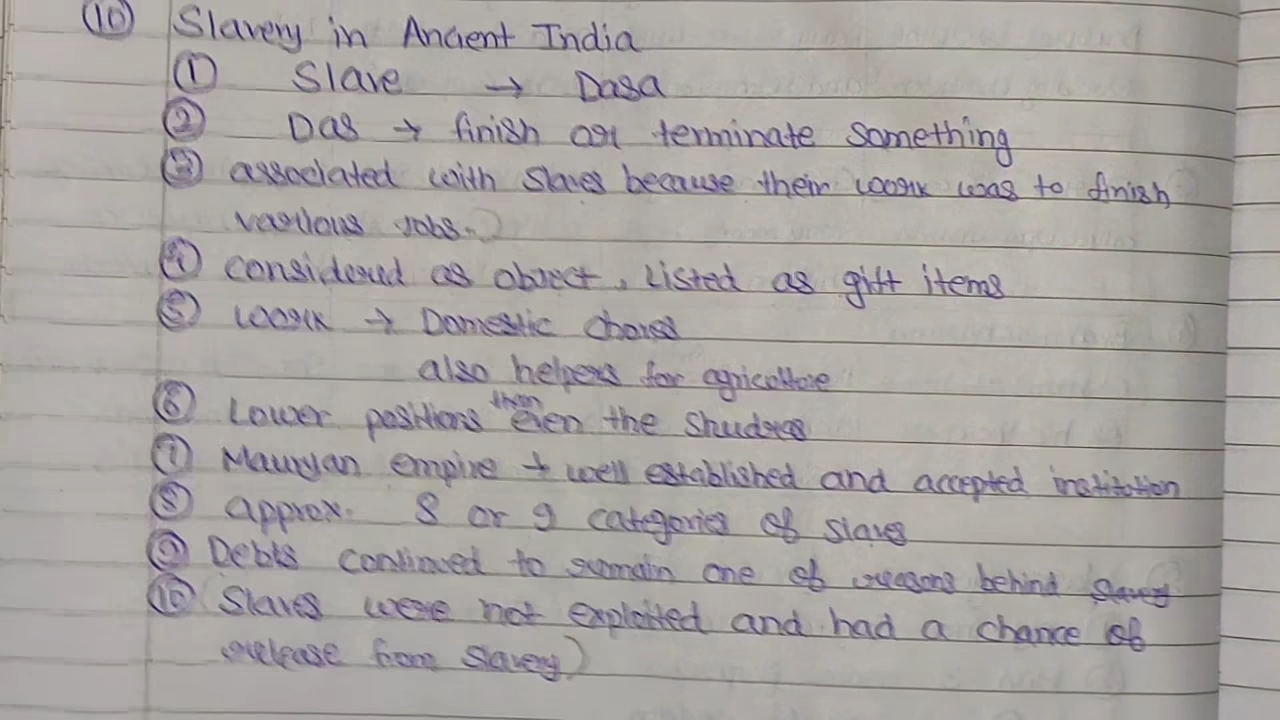 (10) Slavery in Ancient India
(1) Slave → Dasa
(2) Das → finish or terminate something
(3) associated with slaves because their work was to finish
various jobs.)
(4) considered as object, Listed as gift items
(5) work → Domestic chores
also helpers for agriculture
(6) Lower positions than even the Shudras
(7) Mauryan empire → well established and accepted institution
(8) approx. 8 or 9 categories of slaves
(9) Debts continued to remain one of reasons behind slavery
(10) Slaves were not exploited and had a chance of
release from slavery)